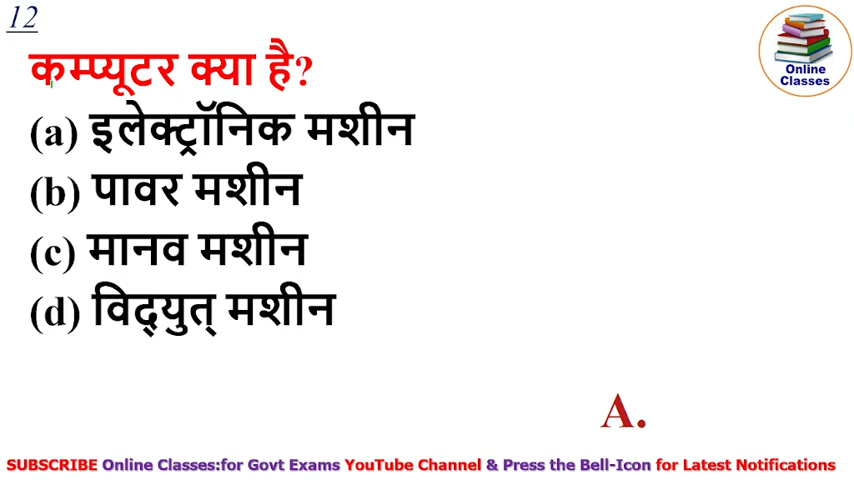 12
Online
Classes
कम्प्यूटर क्या है?
(a) इलेक्ट्रॉनिक मशीन
(b) पावर मशीन
(c) मानव मशीन
(d) विद्युत् मशीन
A.
SUBSCRIBE Online Classes:for Govt Exams YouTube Channel & Press the Bell-Icon for Latest Notifications